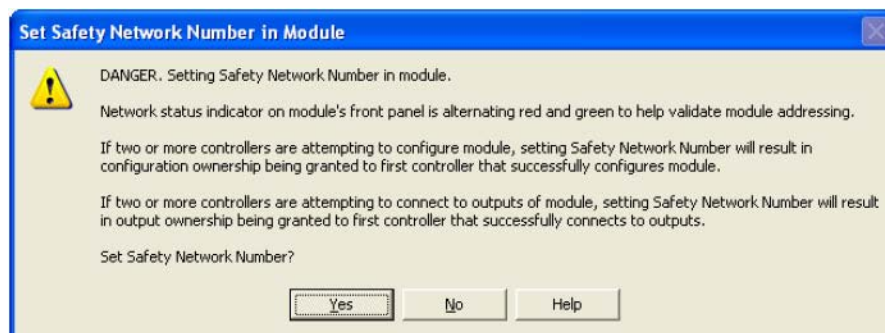 Set Safety Network Number in Module
DANGER. Setting Safety Network Number in module.
Network status indicator on module's front panel is alternating red and green to help validate module addressing.
If two or more controllers are attempting to configure module, setting Safety Network Number will result in
configuration ownership being granted to first controller that successfully configures module.
If two or more controllers are attempting to connect to outputs of module, setting Safety Network Number will result
in output ownership being granted to first controller that successfully connects to outputs.
Set Safety Network Number?
Yes No Help